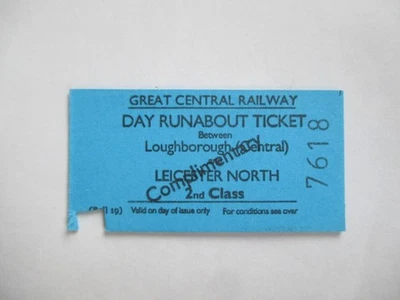 GREAT CENTRAL RAILWAY
DAY RUNABOUT TICKET
Between
Loughborough (Central)
Complimentary
LEICESTER NORTH
2nd Class
19) Valid on day of issue only For conditions see over
7618